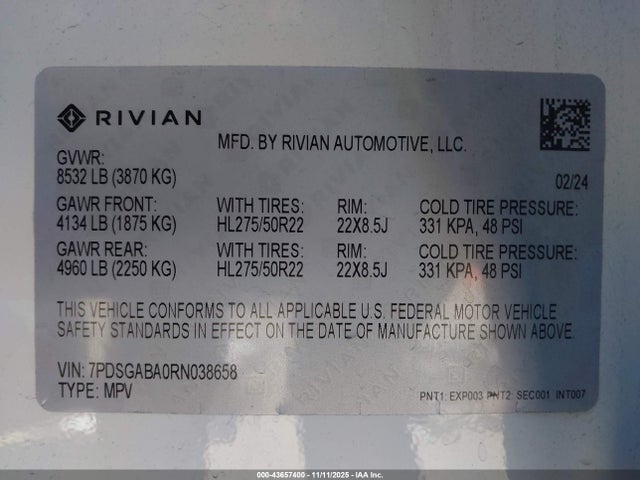 RIVIAN
MFD. BY RIVIAN AUTOMOTIVE, LLC.
GVWR:
8532 LB (3870 KG)
02/24
GAWR FRONT: WITH TIRES: RIM: COLD TIRE PRESSURE:
4134 LB (1875 KG) HL275/50R22 22X8.5J 331 KPA, 48 PSI
GAWR REAR: WITH TIRES: RIM: COLD TIRE PRESSURE:
4960 LB (2250 KG) HL275/50R22 22X8.5J 331 KPA, 48 PSI
THIS VEHICLE CONFORMS TO ALL APPLICABLE U.S. FEDERAL MOTOR VEHICLE
SAFETY STANDARDS IN EFFECT ON THE DATE OF MANUFACTURE SHOWN ABOVE.
VIN: 7PDSGABA0RN038658
TYPE: MPV
PNT1: EXP003 PNT2: SEC001 INT007
000-43657400 - 11/11/2025 - IAAI INC.